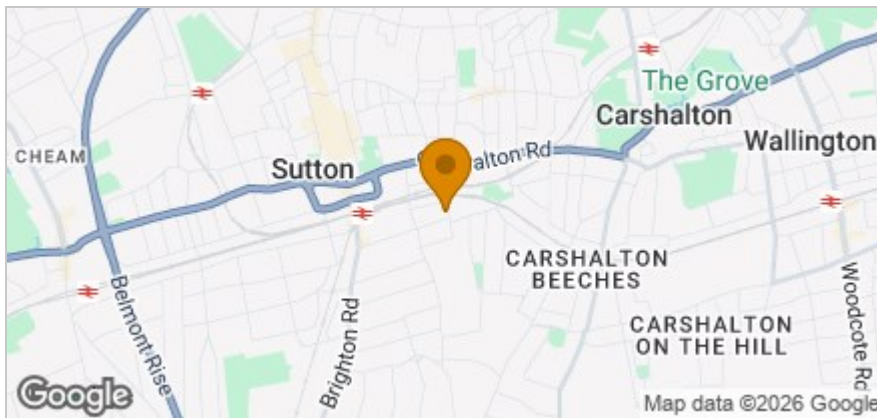 The Grove
Carshalton
Wallington
CHEAM
Sutton
alton Rd
CARSHALTON
BEECHES
CARSHALTON
ON THE HILL
Belmont Rise
Brighton Rd
Woodcote Rd
Google
Map data ©2026 Google